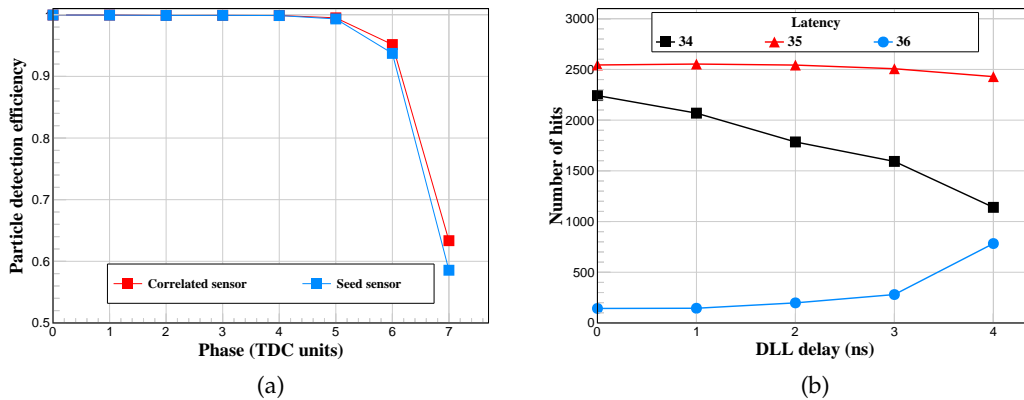 Particle detection efficiency
0.9
0.8
0.7
0.6
0.5
Correlated sensor Seed sensor
0 1 2 3 4 5 6 7
Phase (TDC units)
(a)
Number of hits
3000
2500
2000
1500
1000
500
0
Latency
34 35 36
0 1 2 3 4
DLL delay (ns)
(b)